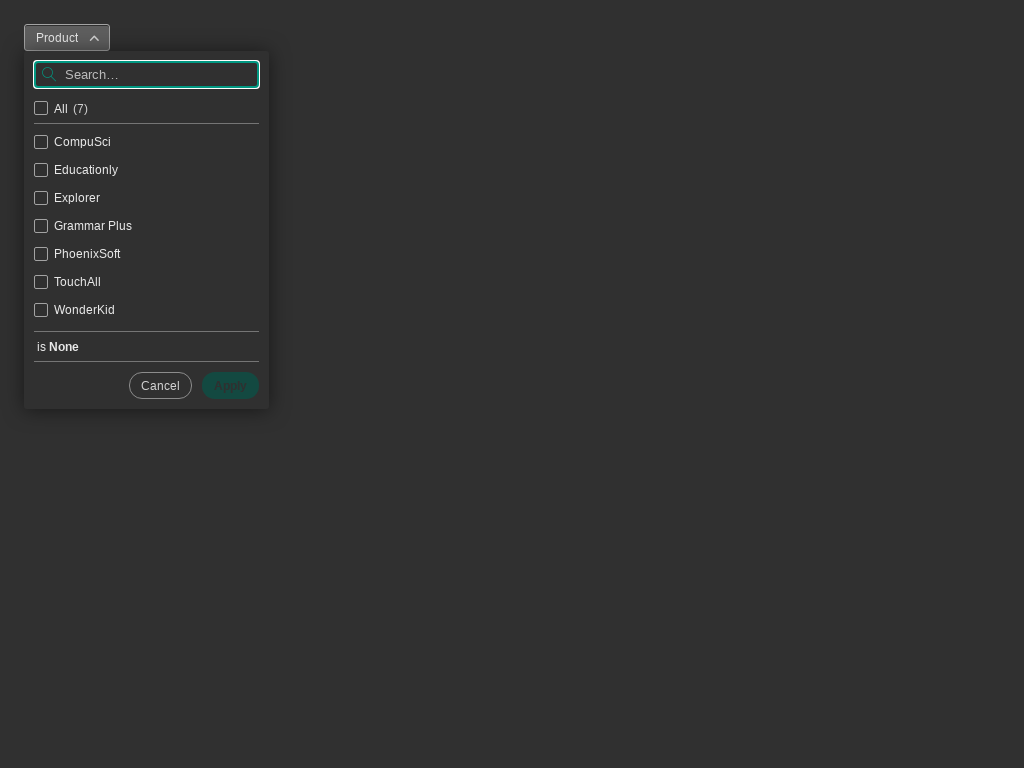 Product
Search...
All (7)
CompuSci
Educationly
Explorer
Grammar Plus
PhoenixSoft
TouchAll
WonderKid
is None
Cancel Apply